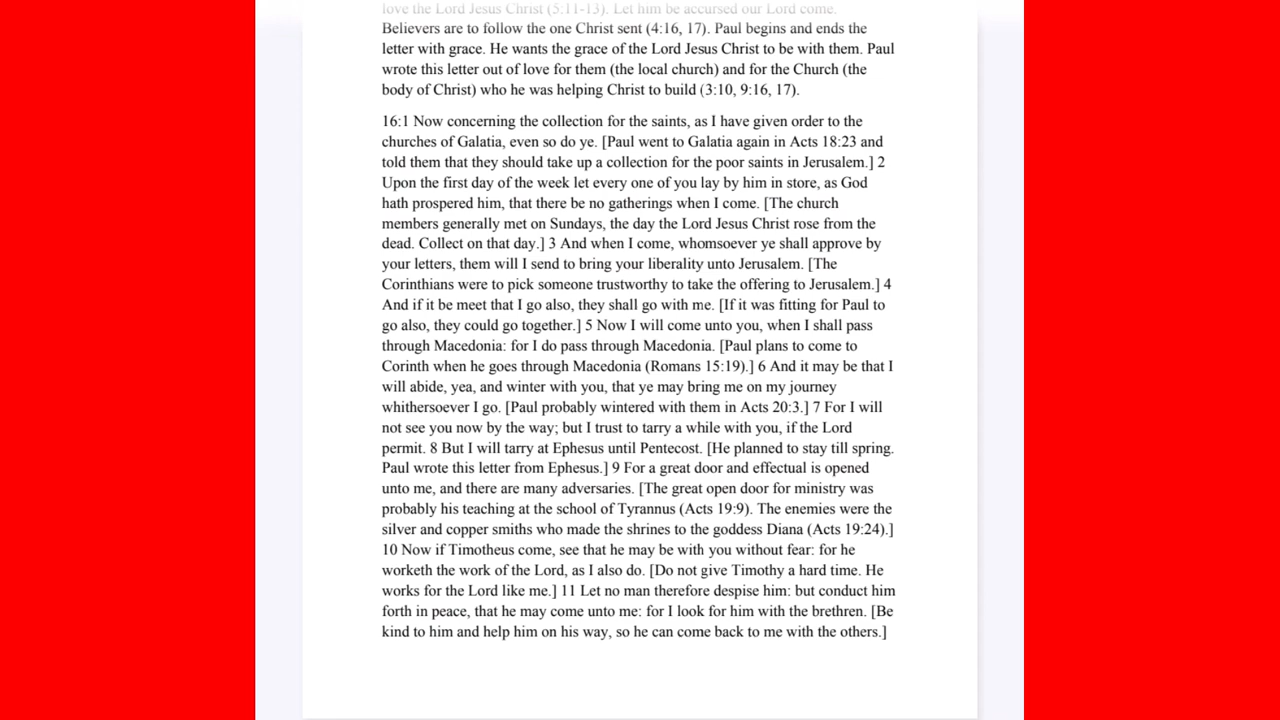 love the Lord Jesus Christ (5:11-13). Let him be accursed our Lord come.
Believers are to follow the one Christ sent (4:16, 17). Paul begins and ends the
letter with grace. He wants the grace of the Lord Jesus Christ to be with them. Paul
wrote this letter out of love for them (the local church) and for the Church (the
body of Christ) who he was helping Christ to build (3:10, 9:16, 17).
16:1 Now concerning the collection for the saints, as I have given order to the
churches of Galatia, even so do ye. [Paul went to Galatia again in Acts 18:23 and
told them that they should take up a collection for the poor saints in Jerusalem.] 2
Upon the first day of the week let every one of you lay by him in store, as God
hath prospered him, that there be no gatherings when I come. [The church
members generally met on Sundays, the day the Lord Jesus Christ rose from the
dead. Collect on that day.] 3 And when I come, whomsoever ye shall approve by
your letters, them will I send to bring your liberality unto Jerusalem. [The
Corinthians were to pick someone trustworthy to take the offering to Jerusalem.] 4
And if it be meet that I go also, they shall go with me. [If it was fitting for Paul to
go also, they could go together.] 5 Now I will come unto you, when I shall pass
through Macedonia: for I do pass through Macedonia. [Paul plans to come to
Corinth when he goes through Macedonia (Romans 15:19).] 6 And it may be that I
will abide, yea, and winter with you, that ye may bring me on my journey
whithersoever I go. [Paul probably wintered with them in Acts 20:3.] 7 For I will
not see you now by the way; but I trust to tarry a while with you, if the Lord
permit. 8 But I will tarry at Ephesus until Pentecost. [He planned to stay till spring.
Paul wrote this letter from Ephesus.] 9 For a great door and effectual is opened
unto me, and there are many adversaries. [The great open door for ministry was
probably his teaching at the school of Tyrannus (Acts 19:9). The enemies were the
silver and copper smiths who made the shrines to the goddess Diana (Acts 19:24).]
10 Now if Timotheus come, see that he may be with you without fear: for he
worketh the work of the Lord, as I also do. [Do not give Timothy a hard time. He
works for the Lord like me.] 11 Let no man therefore despise him: but conduct him
forth in peace, that he may come unto me: for I look for him with the brethren. [Be
kind to him and help him on his way, so he can come back to me with the others.]